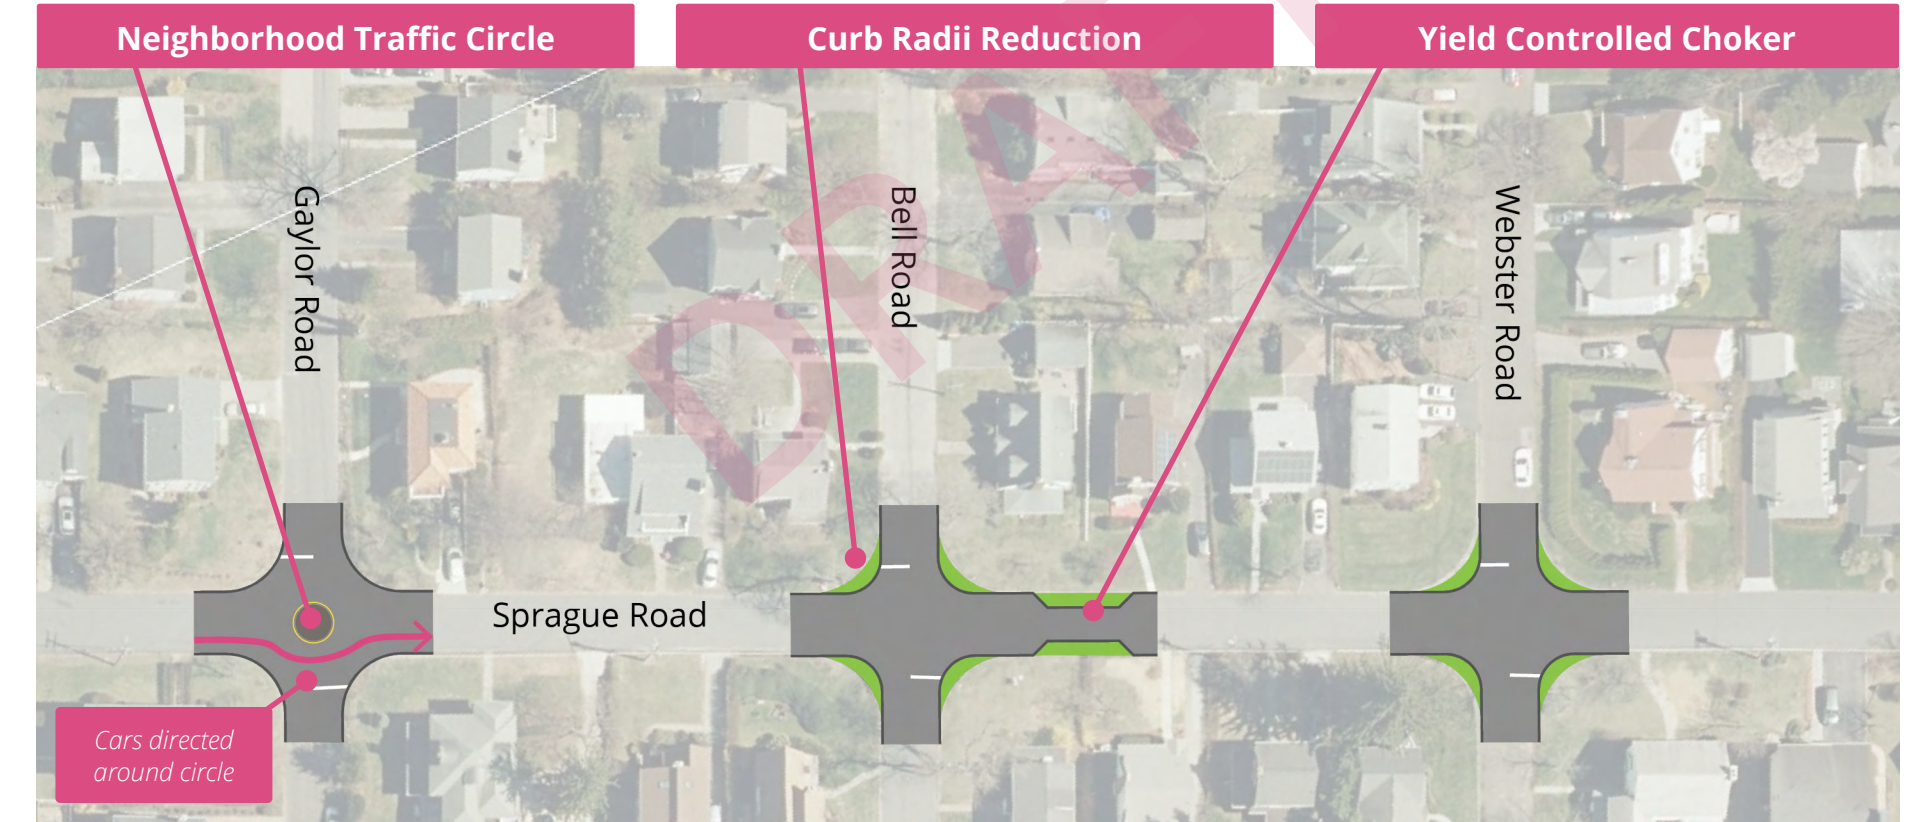 Neighborhood Traffic Circle
Curb Radii Reduction
Yield Controlled Choker
Gaylor Road
Bell Road
Webster Road
DRA
Sprague Road
Cars directed
around circle